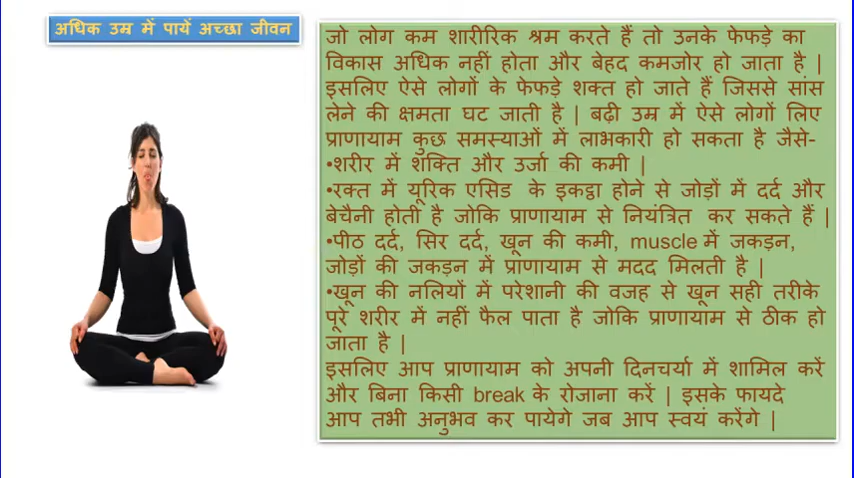 अधिक उम्र में पायें अच्छा जीवन
जो लोग कम शारीरिक श्रम करते हैं तो उनके फेफड़े का
विकास अधिक नहीं होता और बेहद कमजोर हो जाता है |
इसलिए ऐसे लोगों के फेफड़े शक्त हो जाते हैं जिससे सांस
लेने की क्षमता घट जाती है | बढ़ी उम्र में ऐसे लोगों लिए
प्राणायाम कुछ समस्याओं में लाभकारी हो सकता है जैसे-
•शरीर में शक्ति और उर्जा की कमी |
•रक्त में यूरिक एसिड के इकट्ठा होने से जोड़ों में दर्द और
बेचैनी होती है जोकि प्राणायाम से नियंत्रित कर सकते हैं |
•पीठ दर्द, सिर दर्द, खून की कमी, muscle में जकड़न,
जोड़ों की जकड़न में प्राणायाम से मदद मिलती है |
•खून की नलियों में परेशानी की वजह से खून सही तरीके
पूरे शरीर में नहीं फैल पाता है जोकि प्राणायाम से ठीक हो
जाता है |
इसलिए आप प्राणायाम को अपनी दिनचर्या में शामिल करें
और बिना किसी break के रोजाना करें | इसके फायदे
आप तभी अनुभव कर पायेगे जब आप स्वयं करेंगे |